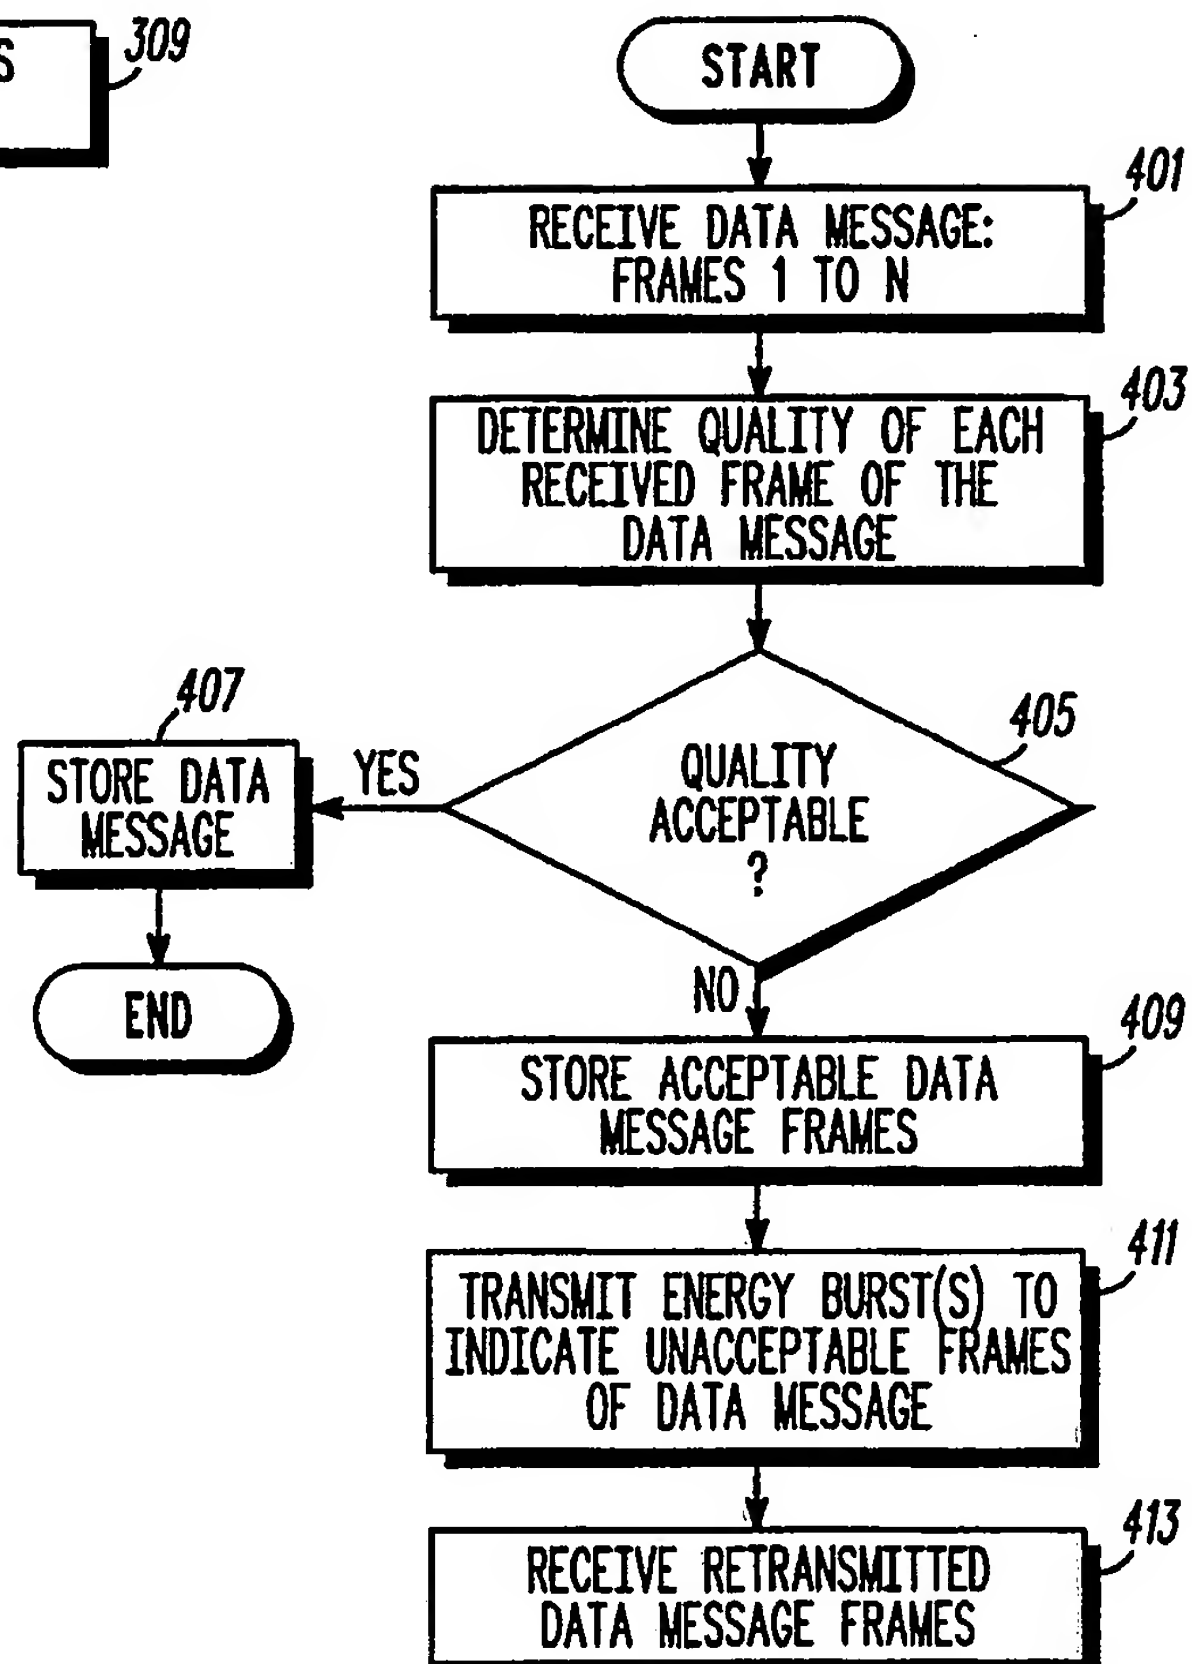 S
309
START
401
RECEIVE DATA MESSAGE:
FRAMES 1 TO N
403
DETERMINE QUALITY OF EACH
RECEIVED FRAME OF THE
DATA MESSAGE
405
QUALITY
ACCEPTABLE
?
YES
407
STORE DATA
MESSAGE
END
NO
409
STORE ACCEPTABLE DATA
MESSAGE FRAMES
411
TRANSMIT ENERGY BURST(S) TO
INDICATE UNACCEPTABLE FRAMES
OF DATA MESSAGE
413
RECEIVE RETRANSMITTED
DATA MESSAGE FRAMES